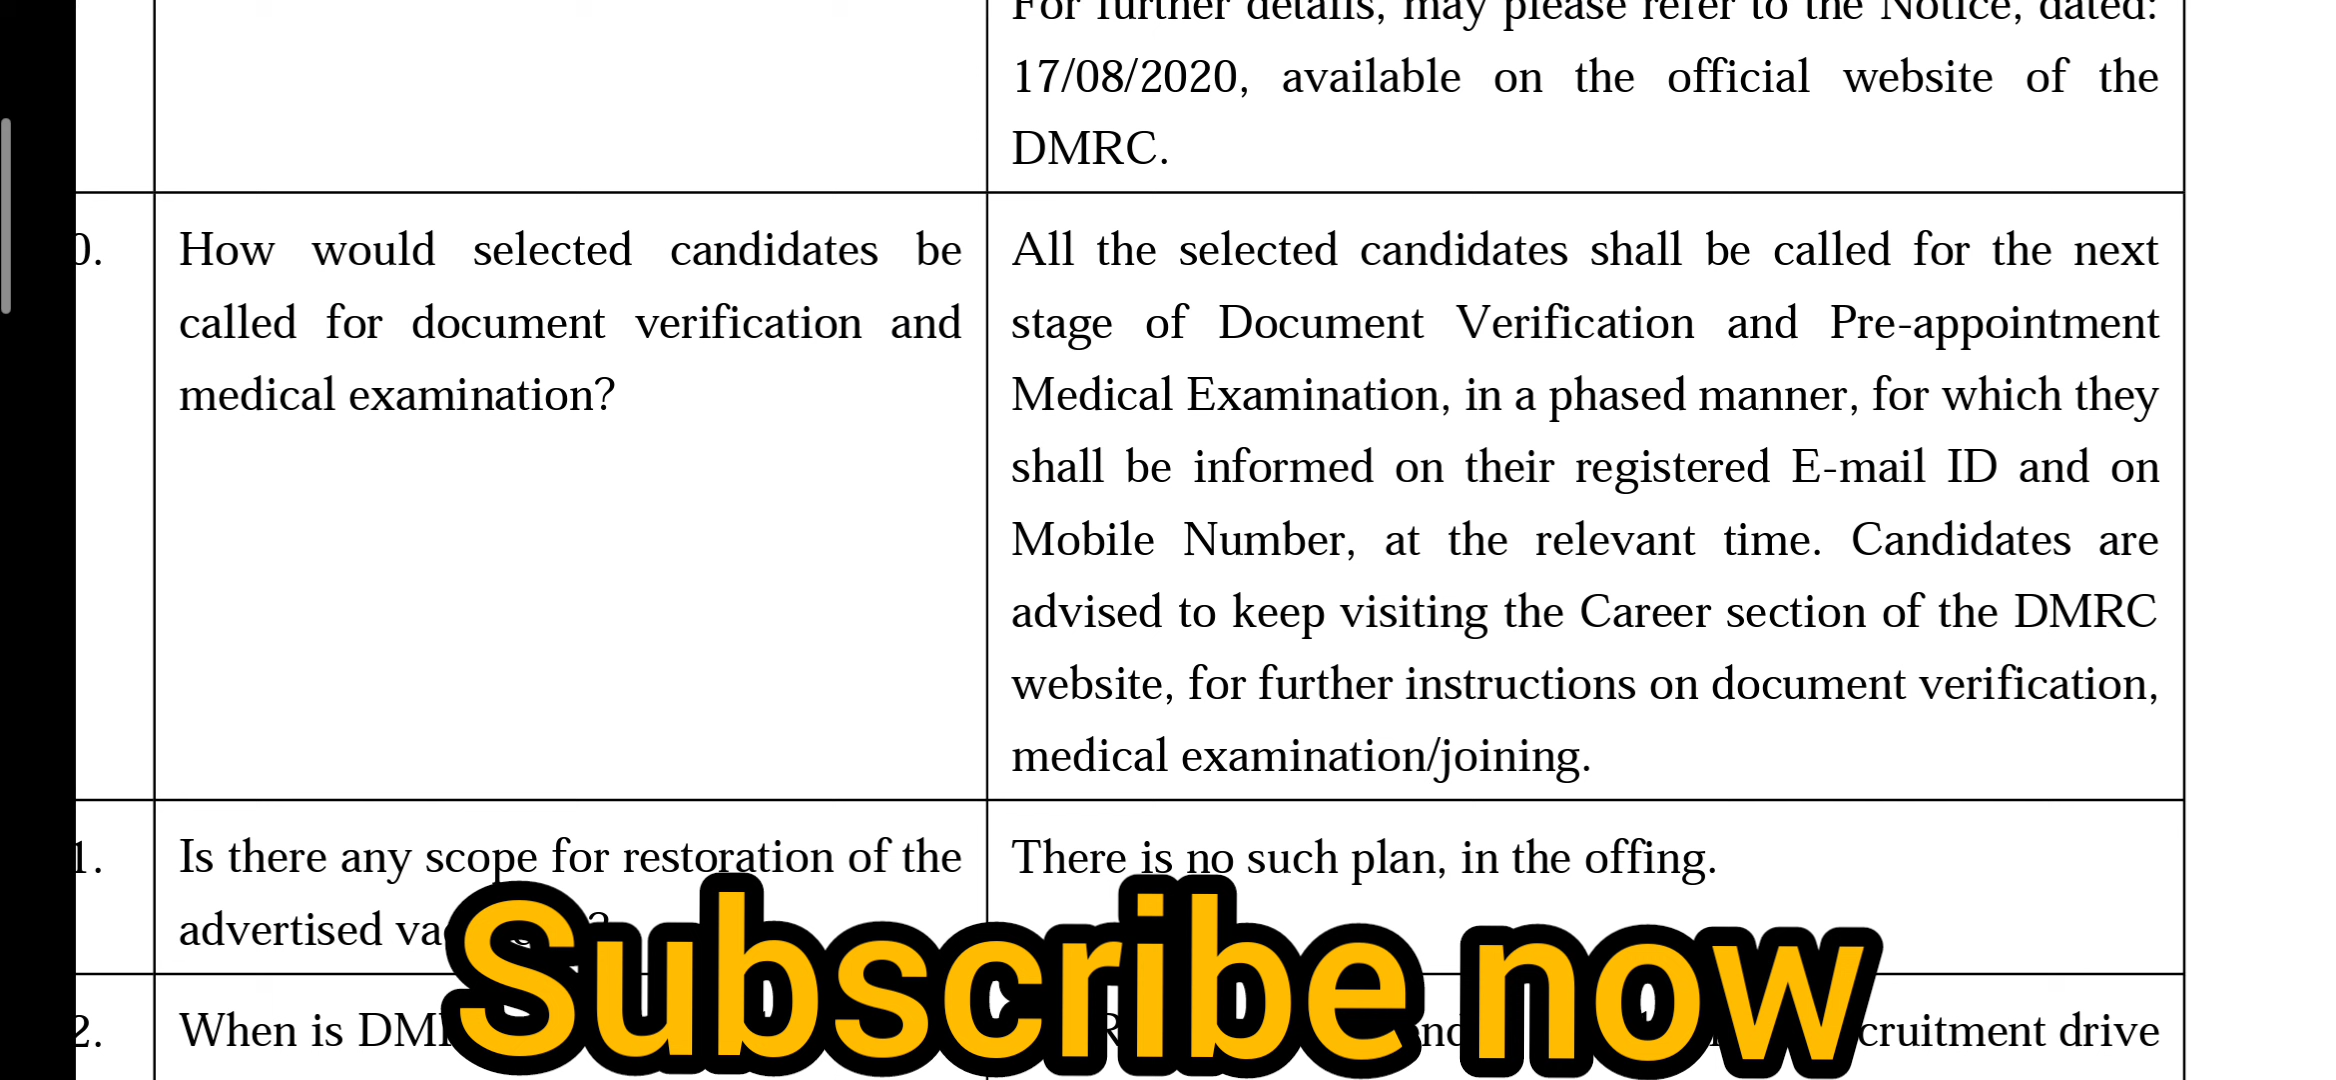 For further details, may please refer to the Notice, dated:
17/08/2020, available on the official website of the
DMRC.
0.
How would selected candidates be
called for document verification and
medical examination?
All the selected candidates shall be called for the next
stage of Document Verification and Pre-appointment
Medical Examination, in a phased manner, for which they
shall be informed on their registered E-mail ID and on
Mobile Number, at the relevant time. Candidates are
advised to keep visiting the Career section of the DMRC
website, for further instructions on document verification,
medical examination/joining.
1.
Is there any scope for restoration of the
advertised
There is no such plan, in the offing.
2.
When is
drive
Subscribe now